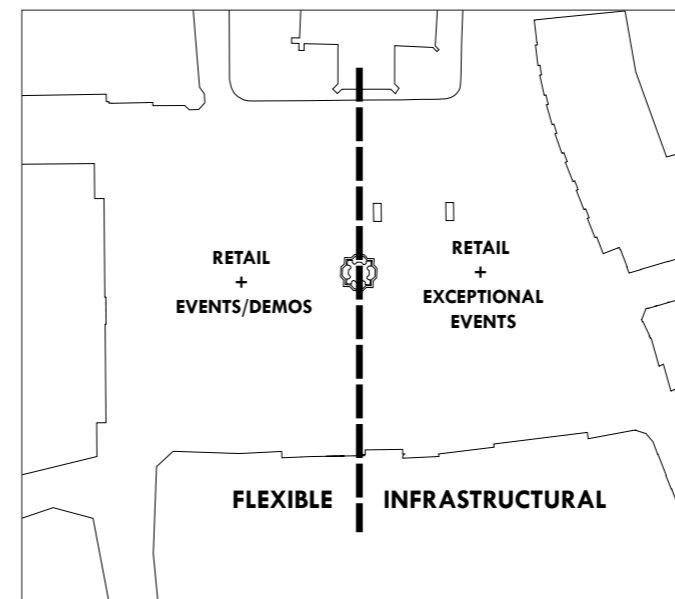 RETAIL
+
EVENTS/DEMOS
RETAIL
+
EXCEPTIONAL
EVENTS
FLEXIBLE
INFRASTRUCTURAL